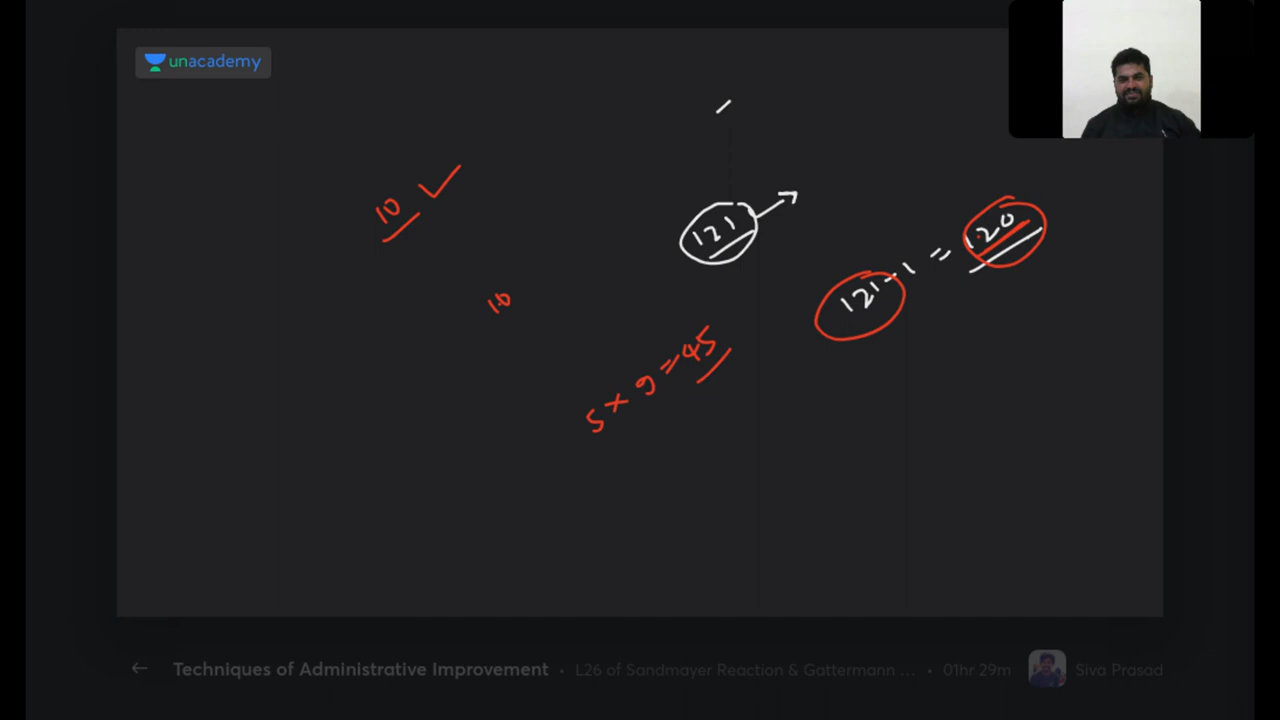 unacademy
10
121
121-1 = 120
10
5 × 9 = 45
Techniques of Administrative Improvement • L26 of Sandmayer Reaction & Gattermann ... • 01hr 29m Siva Prasad